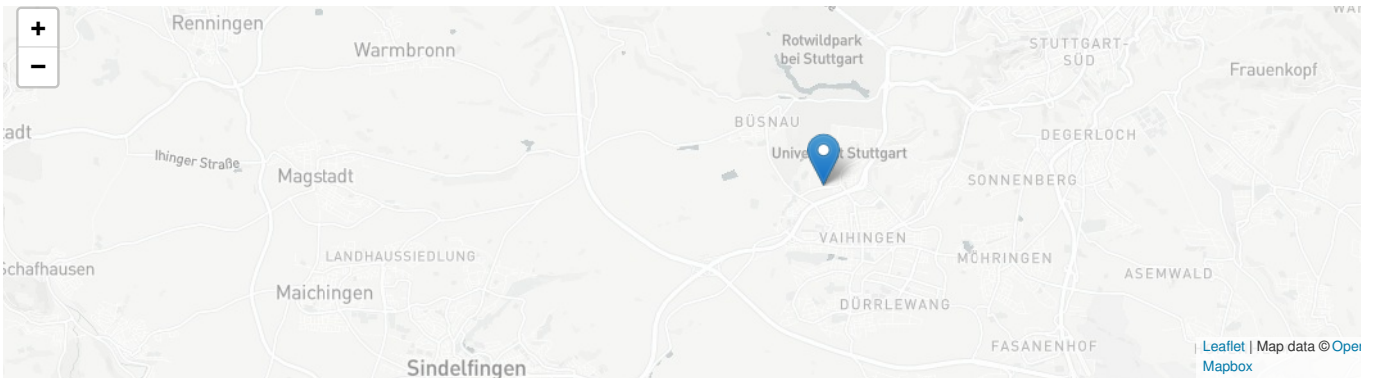 +
−
Renningen
Warmbronn
Rotwildpark
bei Stuttgart
STUTTGART-
SÜD
Frauenkopf
BÜSNAU
DEGERLOCH
Ihinger Straße
Magstadt
Stuttgart
SONNENBERG
VAIHINGEN
LANDHAUSSIEDLUNG
MÖHRINGEN
ASEMWALD
Maichingen
DÜRRLEWANG
FASANENHOF
Sindelfingen
Leaflet | Map data ©
Mapbox